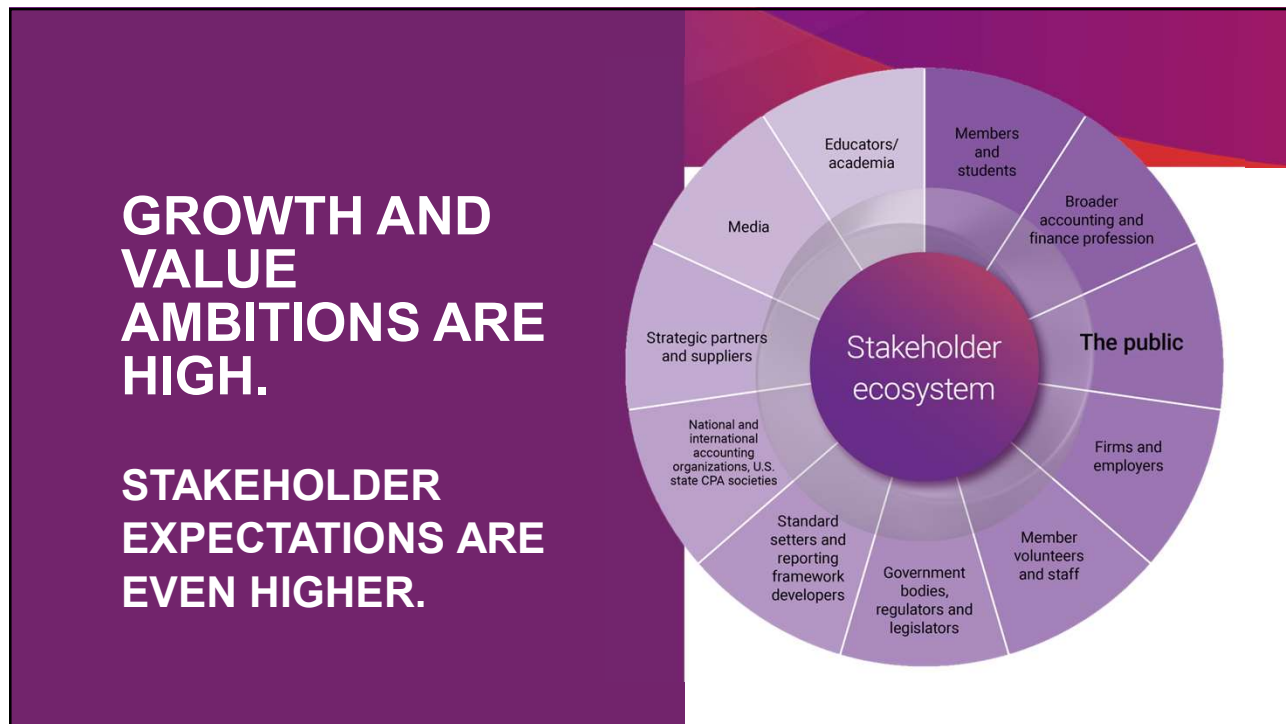 GROWTH AND
VALUE
AMBITIONS ARE
HIGH.
STAKEHOLDER
EXPECTATIONS ARE
EVEN HIGHER.
Stakeholder
ecosystem
Members
and
students
Broader
accounting and
finance profession
The public
Firms and
employers
Member
volunteers
and staff
Government
bodies,
regulators and
legislators
Standard
setters and
reporting
framework
developers
National and
international
accounting
organizations, U.S.
state CPA societies
Strategic partners
and suppliers
Media
Educators/
academia